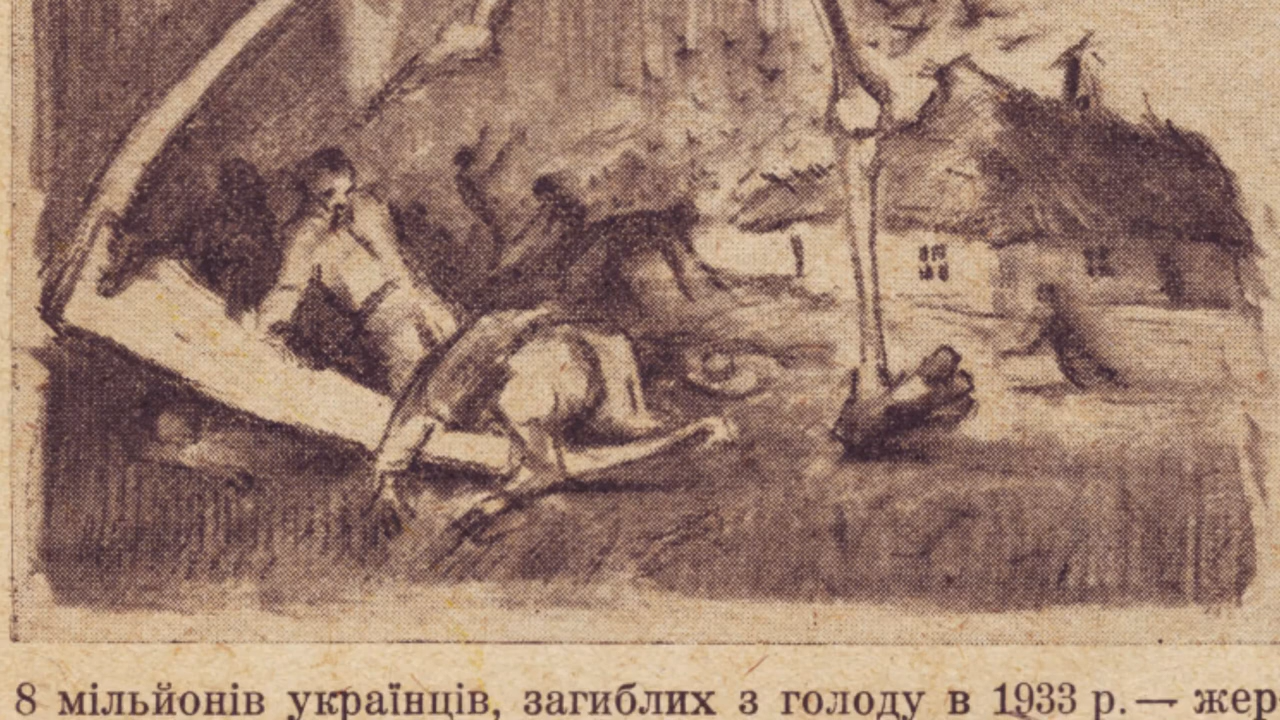 8 мільйонів українців, загиблих з голоду в 1933 р. — жер